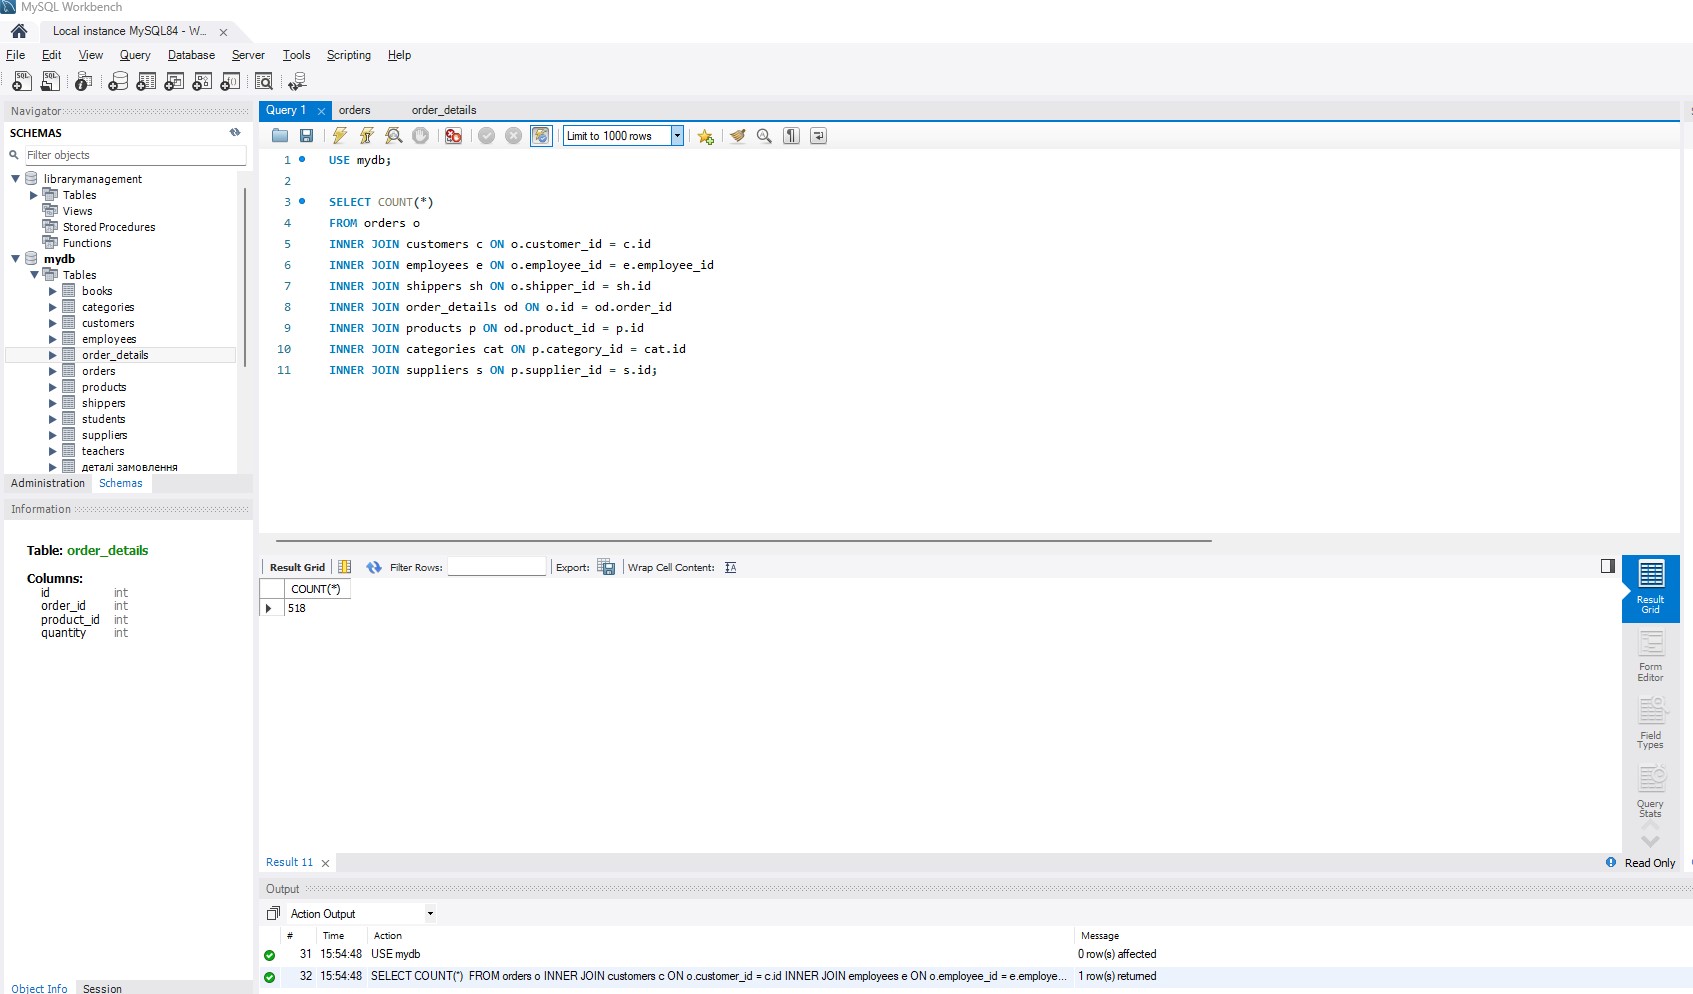 MySQL Workbench
Local instance MySQL84 - W...
File Edit View Query Database Server Tools Scripting Help
Navigator
SCHEMAS
Filter objects
librarymanagement
Tables
Views
Stored Procedures
Functions
mydb
Tables
books
categories
customers
employees
order_details
orders
products
shippers
students
suppliers
teachers
деталі замовлення
Administration Schemas
Information
Table: order_details
Columns:
id int
order_id int
product_id int
quantity int
Object Info Session
Query 1 orders order_details
Limit to 1000 rows
1 USE mydb;
2
3 SELECT COUNT(*)
4 FROM orders o
5 INNER JOIN customers c ON o.customer_id = c.id
6 INNER JOIN employees e ON o.employee_id = e.employee_id
7 INNER JOIN shippers sh ON o.shipper_id = sh.id
8 INNER JOIN order_details od ON o.id = od.order_id
9 INNER JOIN products p ON od.product_id = p.id
10 INNER JOIN categories cat ON p.category_id = cat.id
11 INNER JOIN suppliers s ON p.supplier_id = s.id;
Result Grid Filter Rows: Export: Wrap Cell Content:
COUNT(*)
518
Result Grid
Form Editor
Field Types
Query Stats
Result 11 Read Only
Output
Action Output
# Time Action Message
31 15:54:48 USE mydb 0 row(s) affected
32 15:54:48 SELECT COUNT(*) FROM orders o INNER JOIN customers c ON o.customer_id = c.id INNER JOIN employees e ON o.employee_id = e.employe... 1 row(s) returned